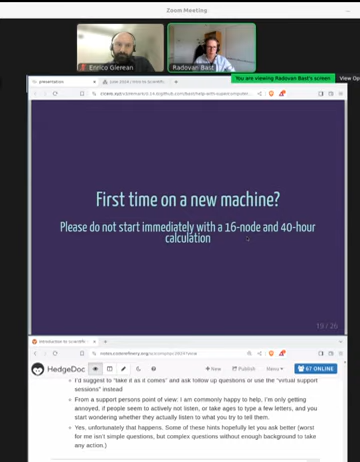 Zoom Meeting
Enrico Glerean
Radovan Bast
You are viewing Radovan Bast's screen
View Op
presentation
First time on a new machine?
Please do not start immediately with a 16-node and 40-hour
calculation
19 / 26
HedgeDoc
New
Publish
Menu
67 ONLINE
I'd suggest to "take it as it comes" and ask follow up questions or use the "virtual support
sessions" instead
From a support persons point of view: I am commonly happy to help, I'm only getting
annoyed, if people seem to actively not listen, or take ages to type a few letters, and you
start wondering whether they actually listen to what you try to tell them.
Yes, unfortunately that happens. Some of these hints hopefully let you ask better (worst
for me isn't simple questions, but complex questions without enough background to take
any action.)